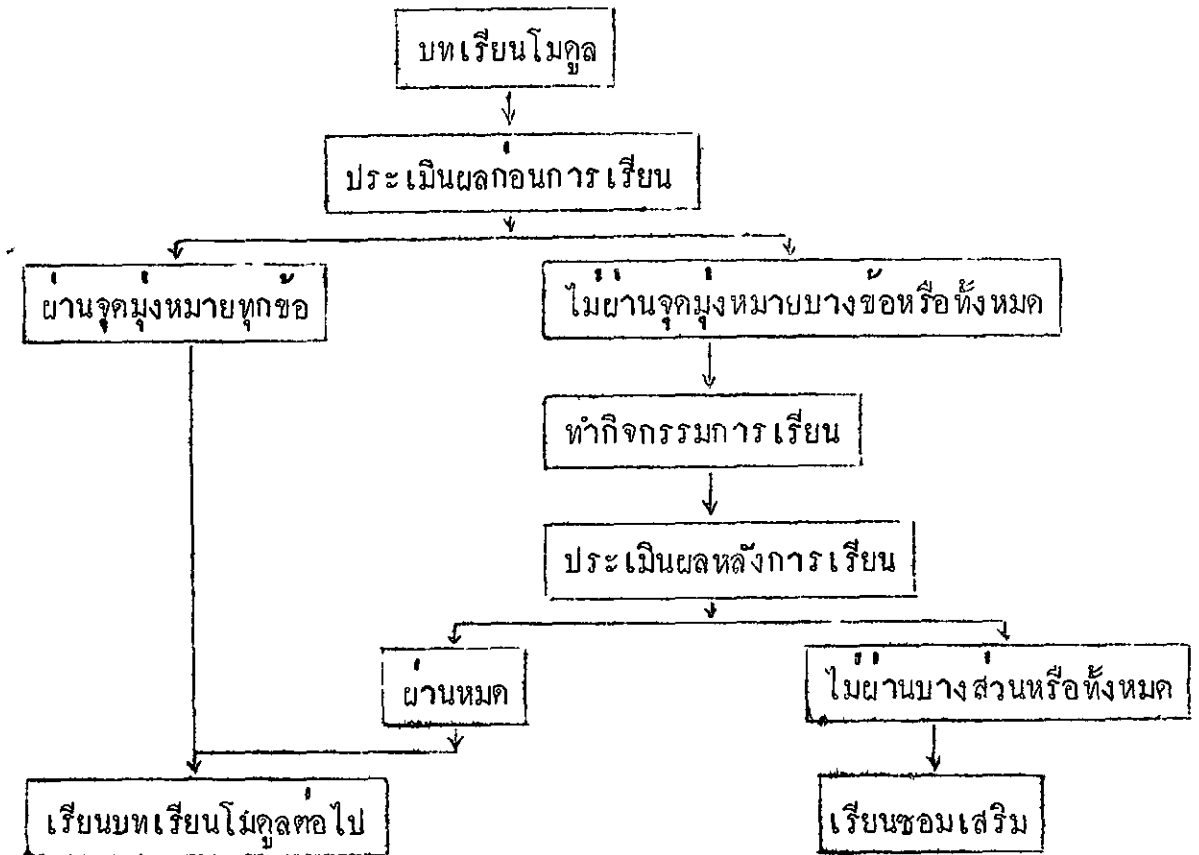 บทเรียนโมดูล
ประเมินผลก่อนการเรียน
ผ่านจุดมุ่งหมายทุกข้อ
ไม่ผ่านจุดมุ่งหมายบางข้อหรือทั้งหมด
ทำกิจกรรมการเรียน
ประเมินผลหลังการเรียน
ผ่านหมด
ไม่ผ่านบางส่วนหรือทั้งหมด
เรียนบทเรียนโมดูลต่อไป
เรียนซอมเสริม